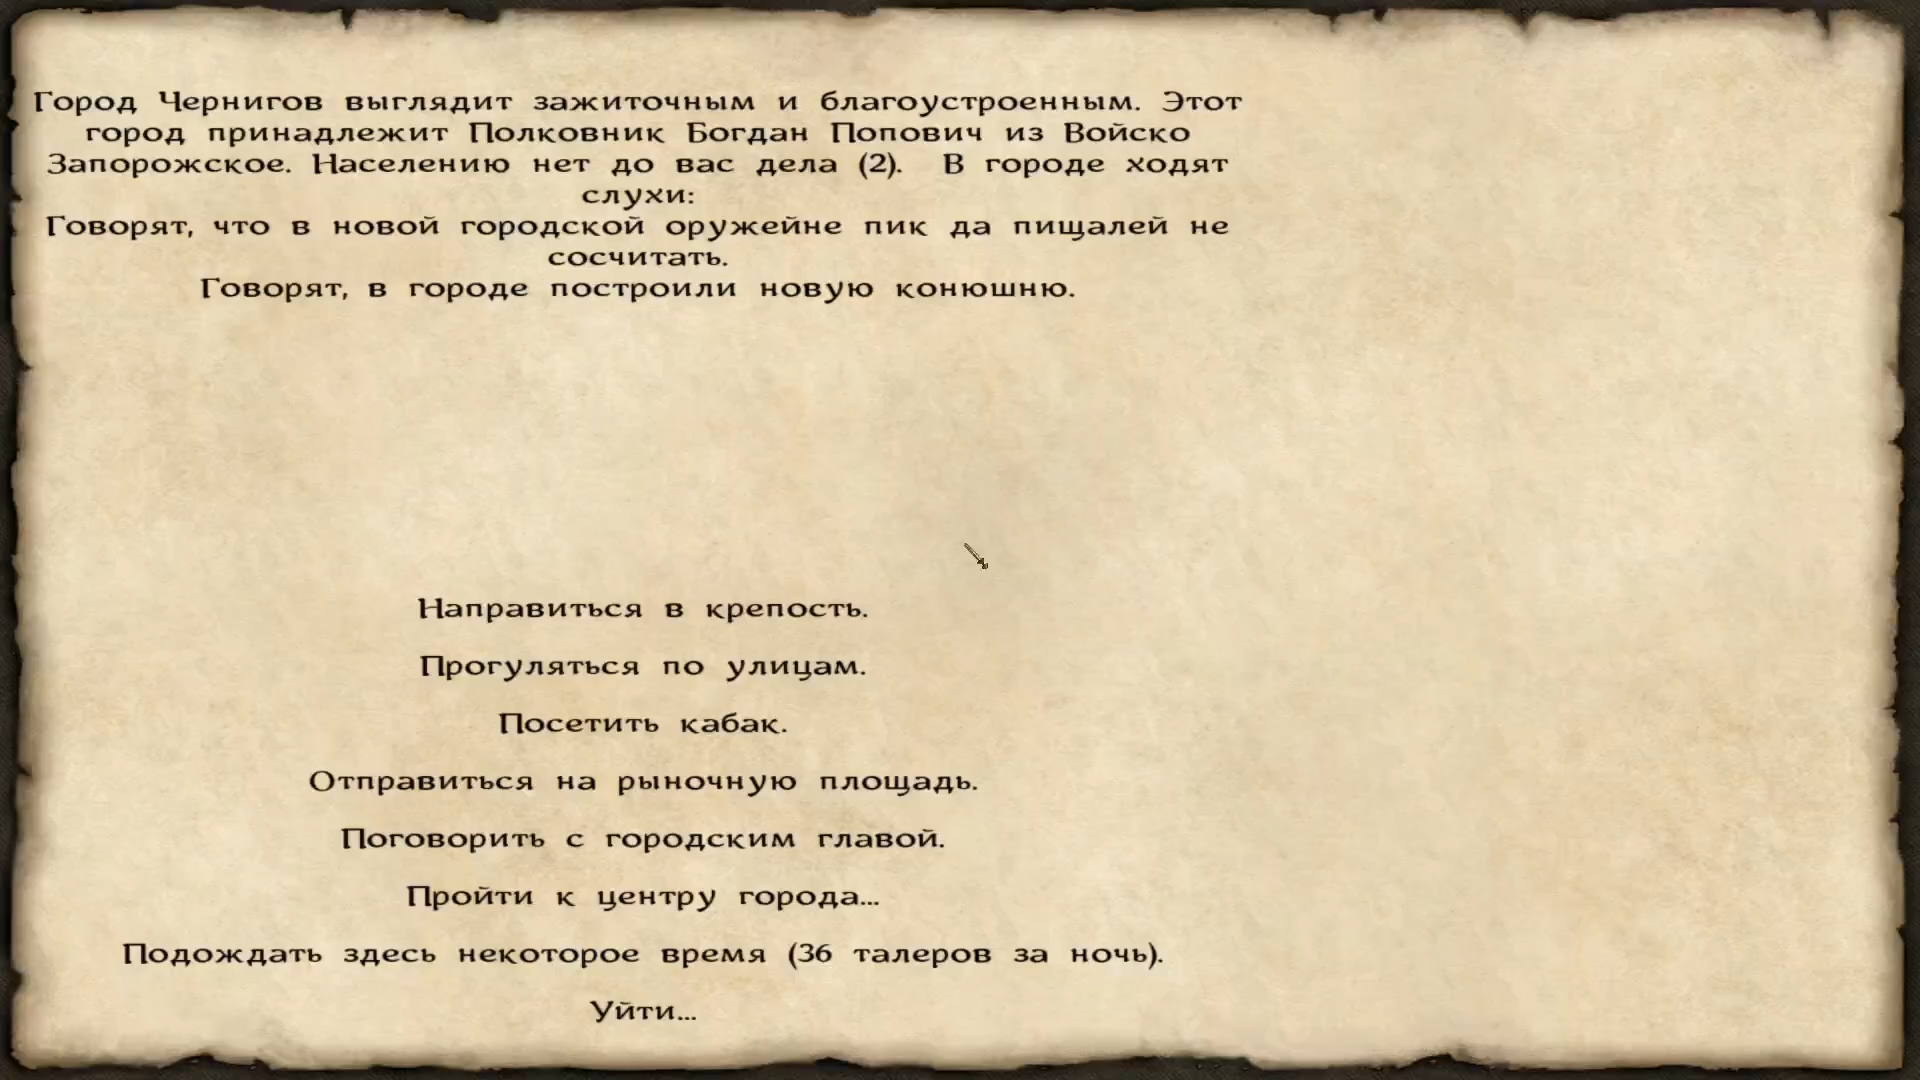 Город Чернигов выглядит зажиточным и благоустроенным. Этот
город принадлежит Полковник Богдан Попович из Войско
Запорожское. Населению нет до вас дела (2). В городе ходят
слухи:
Говорят, что в новой городской оружейне пик да пищалей не
сосчитать.
Говорят, в городе построили новую конюшню.
Направиться в крепость.
Прогуляться по улицам.
Посетить кабак.
Отправиться на рыночную площадь.
Поговорить с городским главой.
Пройти к центру города...
Подождать здесь некоторое время (36 талеров за ночь).
Уйти...